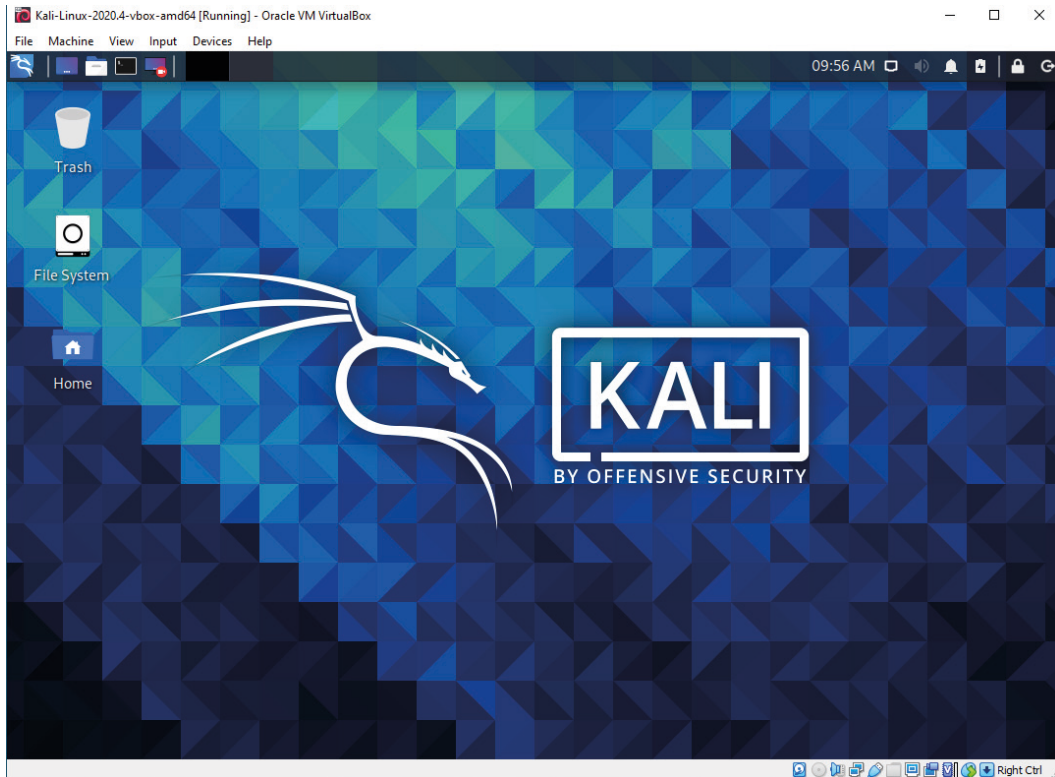 Kali-Linux-2020.4-vbox-amd64 [Running] - Oracle VM VirtualBox
File Machine View Input Devices Help
09:56 AM
Trash
File System
Home
KALI
BY OFFENSIVE SECURITY
Right Ctrl